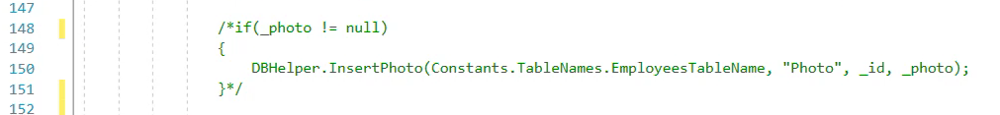 147
148 /*if(_photo != null)
149 {
150 DBHelper.InsertPhoto(Constants.TableNames.EmployeesTableName, "Photo", _id, _photo);
151 }*/
152